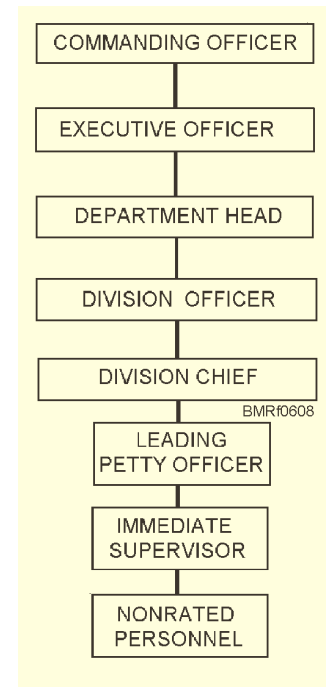 COMMANDING OFFICER
EXECUTIVE OFFICER
DEPARTMENT HEAD
DIVISION OFFICER
DIVISION CHIEF
BMRf0608
LEADING
PETTY OFFICER
IMMEDIATE
SUPERVISOR
NONRATED
PERSONNEL